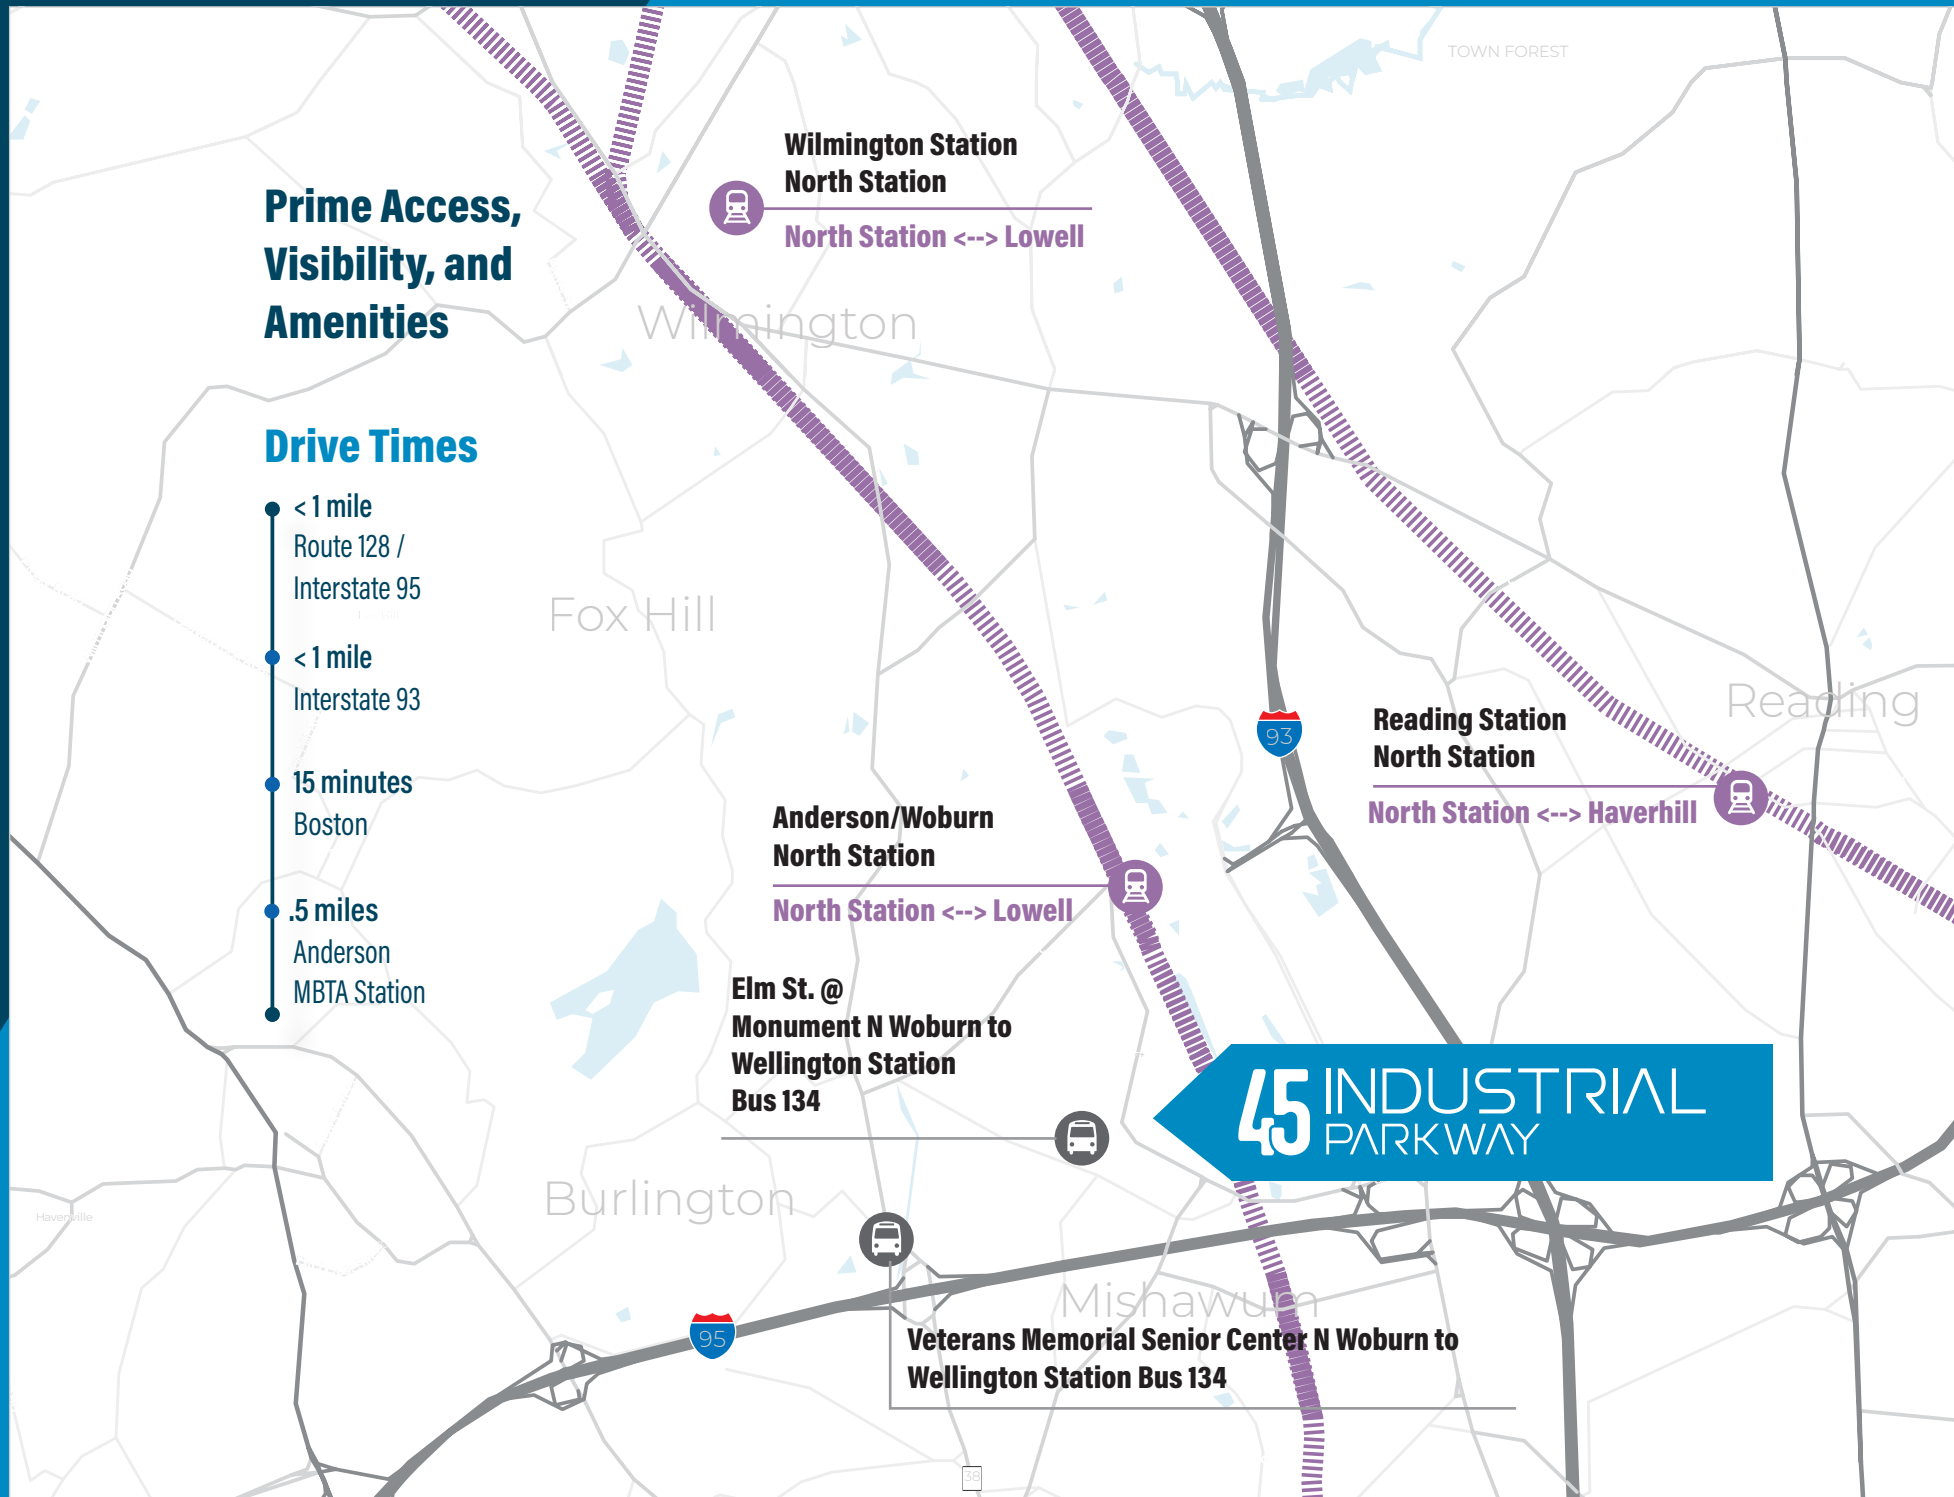 TOWN FOREST
Wilmington Station
North Station
North Station <--> Lowell
Prime Access,
Visibility, and
Amenities
Wilmington
Drive Times
< 1 mile
Route 128 /
Interstate 95
< 1 mile
Interstate 93
15 minutes
Boston
.5 miles
Anderson
MBTA Station
Fox Hill
Reading
93
Reading Station
North Station
North Station <--> Haverhill
Anderson/Woburn
North Station
North Station <--> Lowell
Elm St. @
Monument N Woburn to
Wellington Station
Bus 134
45 INDUSTRIAL
PARKWAY
Burlington
Havenville
Mishawum
95
Veterans Memorial Senior Center N Woburn to
Wellington Station Bus 134
38